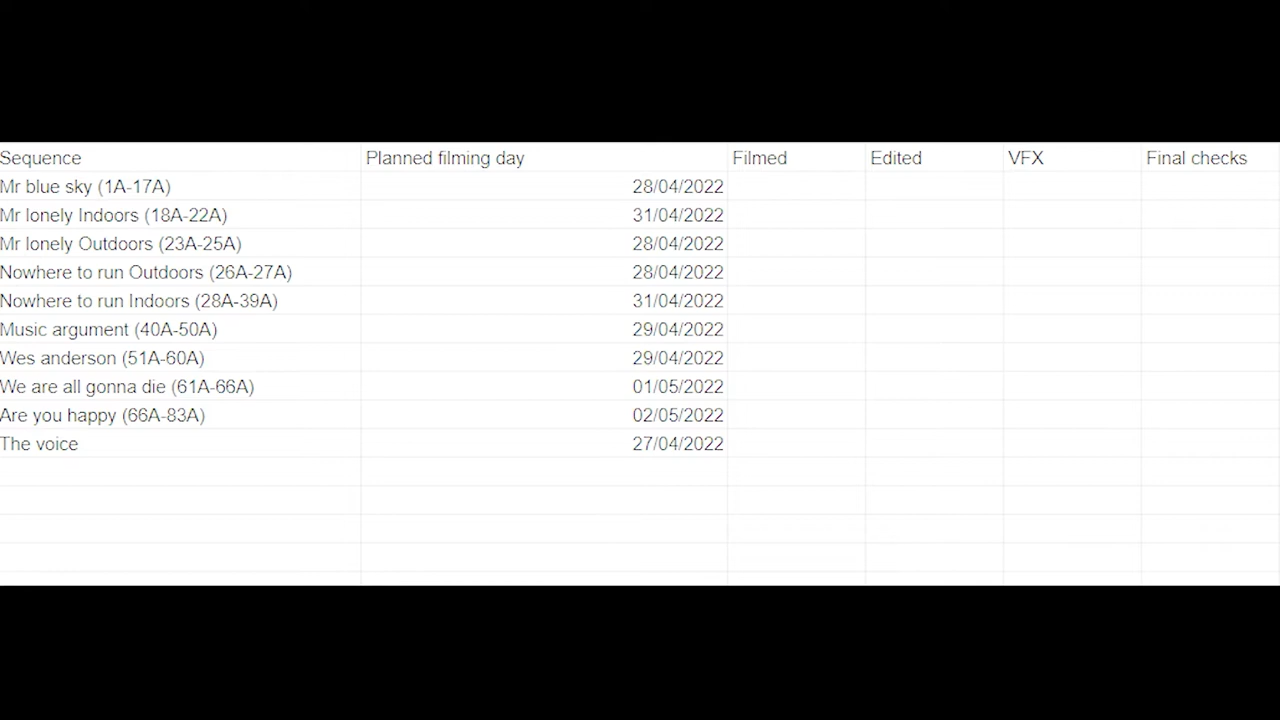 Sequence Planned filming day Filmed Edited VFX Final checks
Mr blue sky (1A-17A) 28/04/2022
Mr lonely Indoors (18A-22A) 31/04/2022
Mr lonely Outdoors (23A-25A) 28/04/2022
Nowhere to run Outdoors (26A-27A) 28/04/2022
Nowhere to run Indoors (28A-39A) 31/04/2022
Music argument (40A-50A) 29/04/2022
Wes anderson (51A-60A) 29/04/2022
We are all gonna die (61A-66A) 01/05/2022
Are you happy (66A-83A) 02/05/2022
The voice 27/04/2022